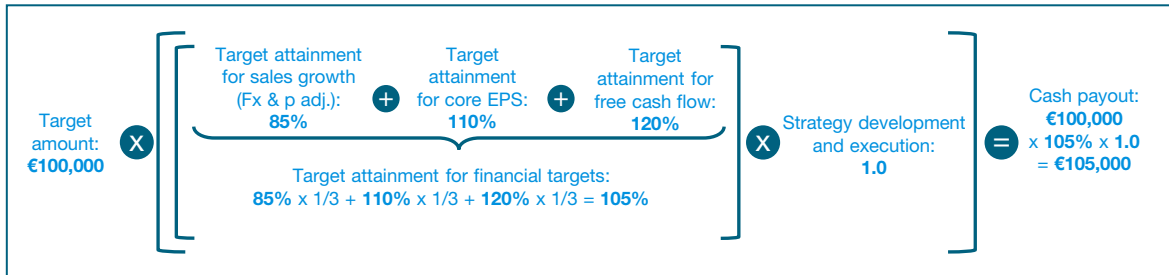 Target
amount:
€100,000
x
Target attainment
for sales growth
(Fx & p adj.):
85%
+
Target
attainment
for core EPS:
110%
+
Target
attainment for
free cash flow:
120%
Target attainment for financial targets:
85% x 1/3 + 110% x 1/3 + 120% x 1/3 = 105%
x
Strategy development
and execution:
1.0
=
Cash payout:
€100,000
x 105% x 1.0
= €105,000